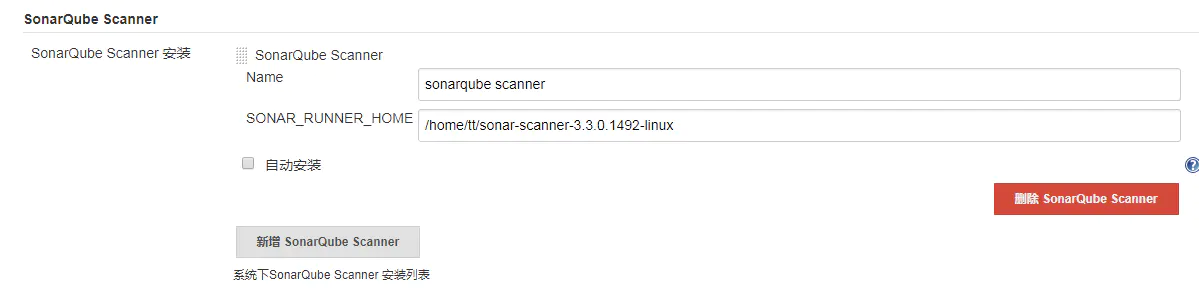 SonarQube Scanner
SonarQube Scanner 安装
SonarQube Scanner
Name
sonarqube scanner
SONAR_RUNNER_HOME
/home/tt/sonar-scanner-3.3.0.1492-linux
自动安装
?
删除 SonarQube Scanner
新增 SonarQube Scanner
系统下SonarQube Scanner 安装列表